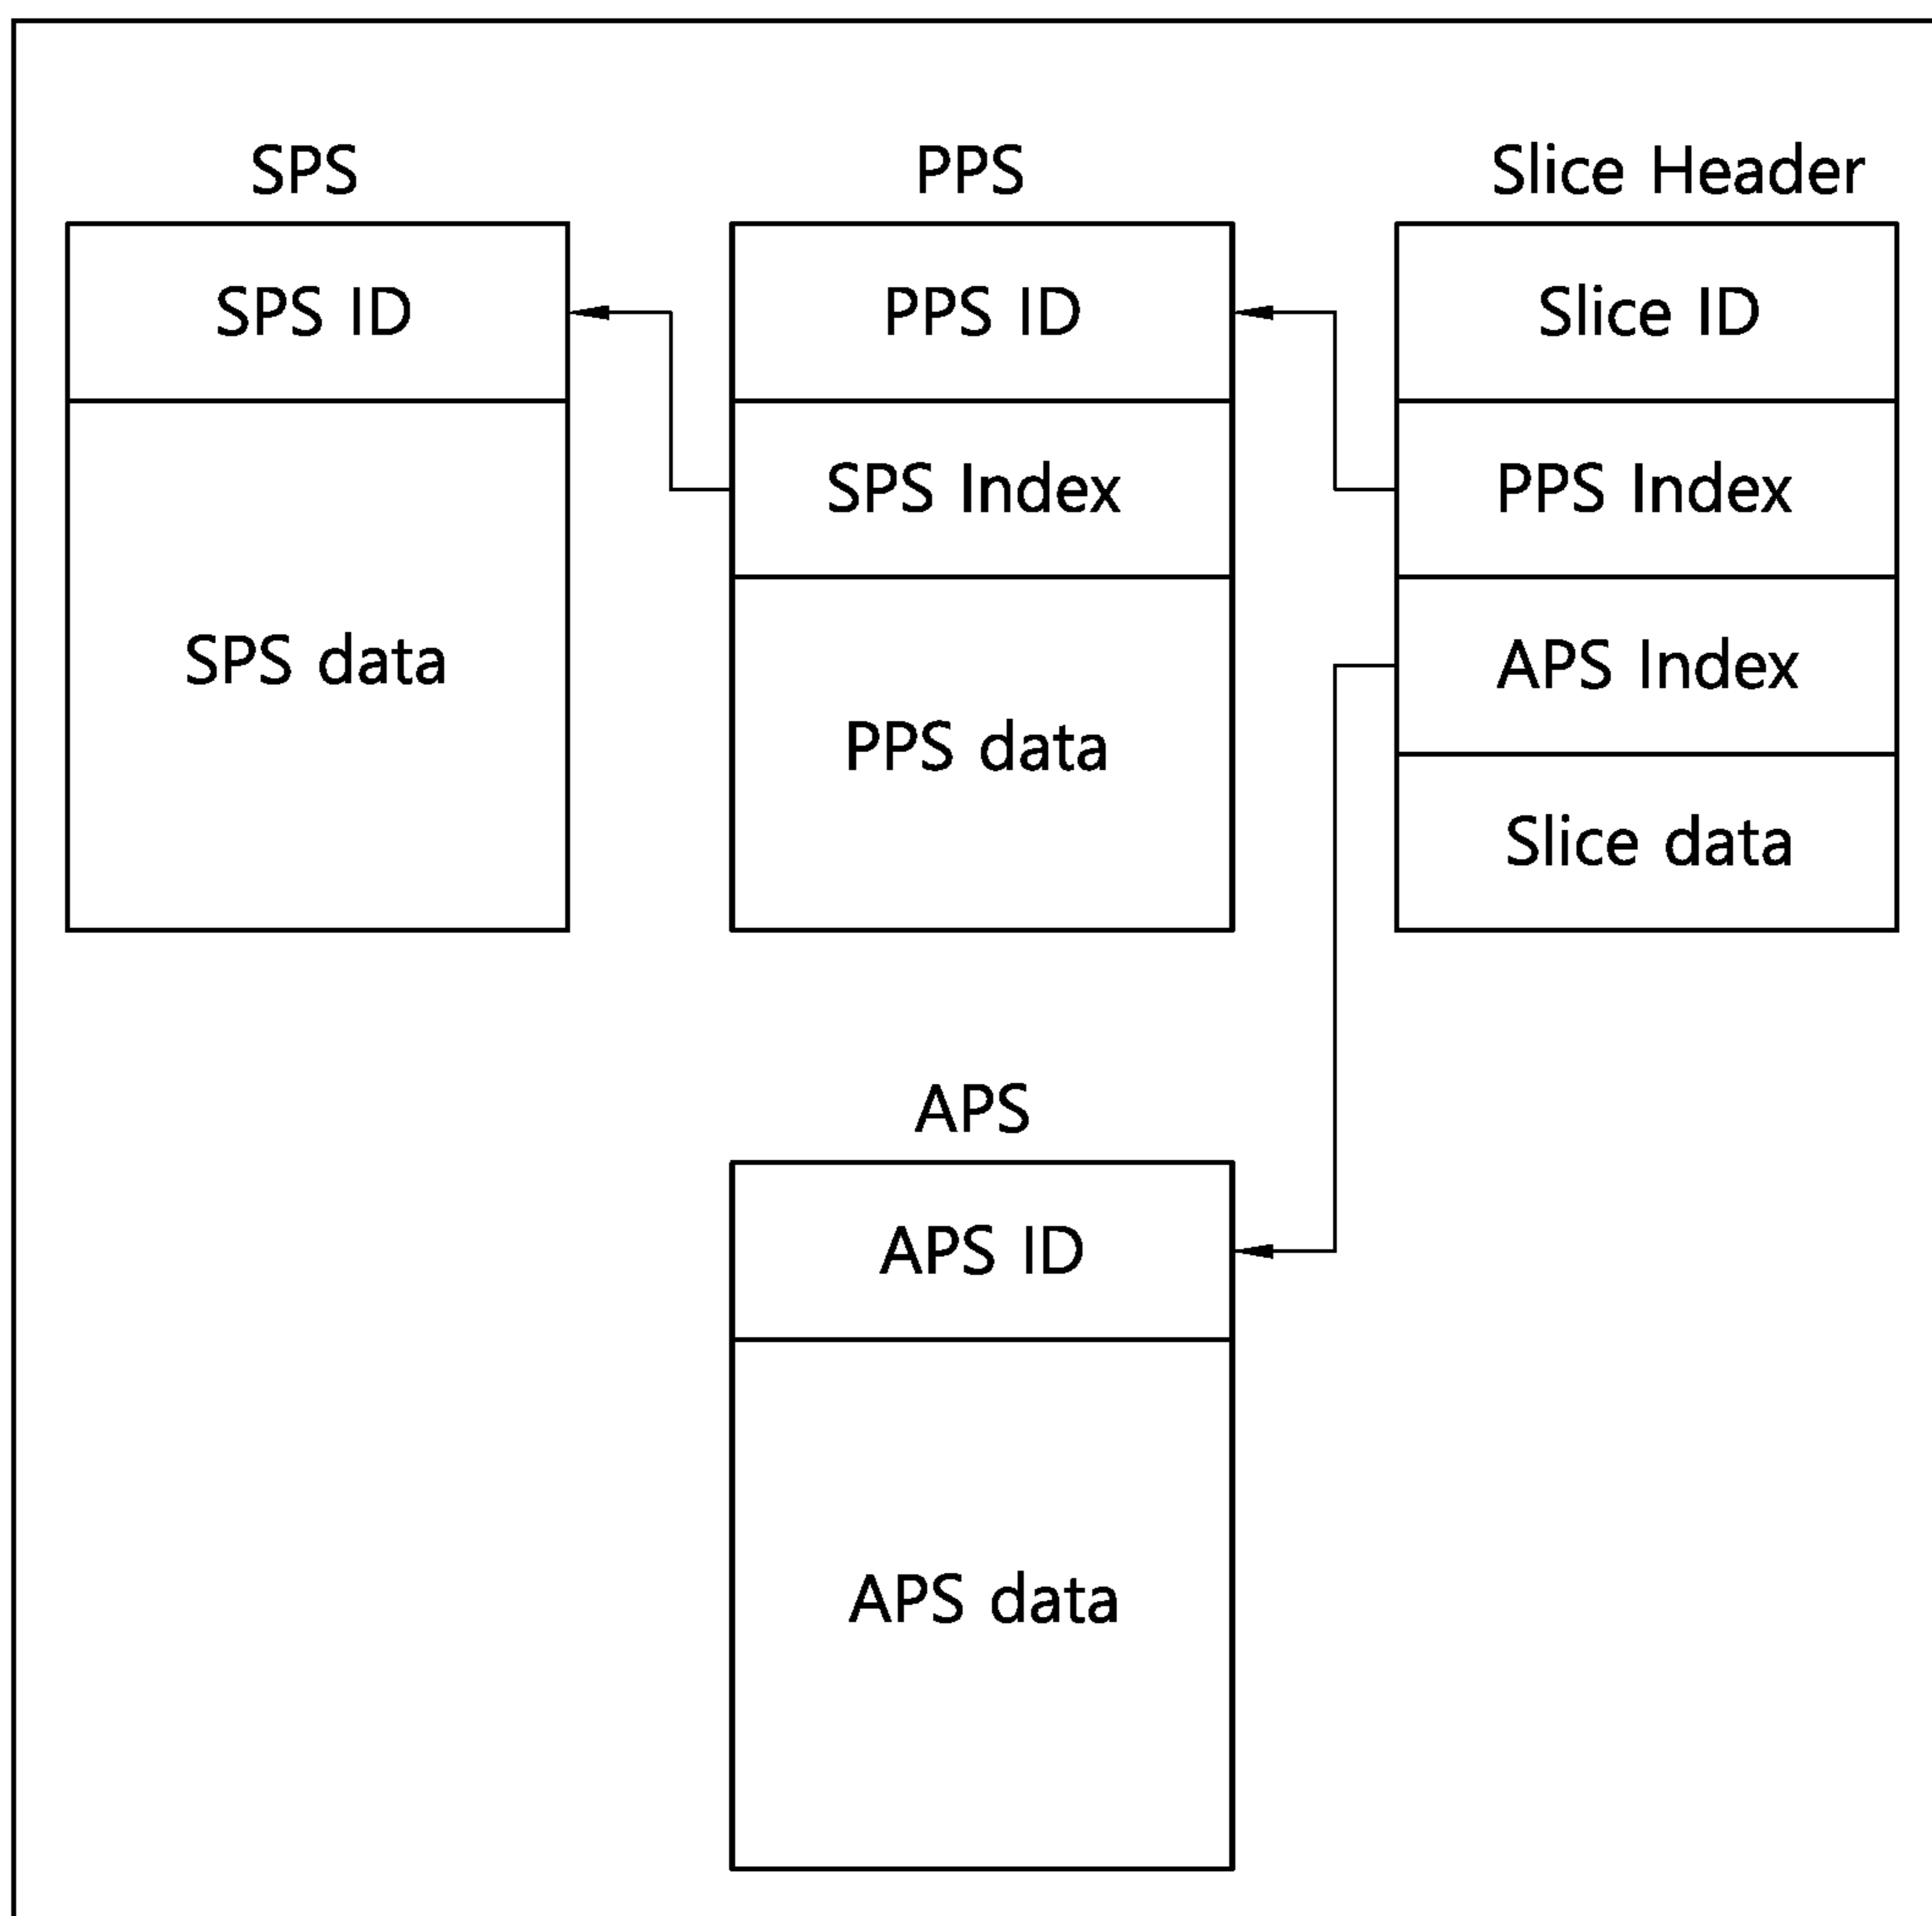 SPS
SPS ID
SPS data
PPS
PPS ID
SPS Index
PPS data
Slice Header
Slice ID
PPS Index
APS Index
Slice data
APS
APS ID
APS data